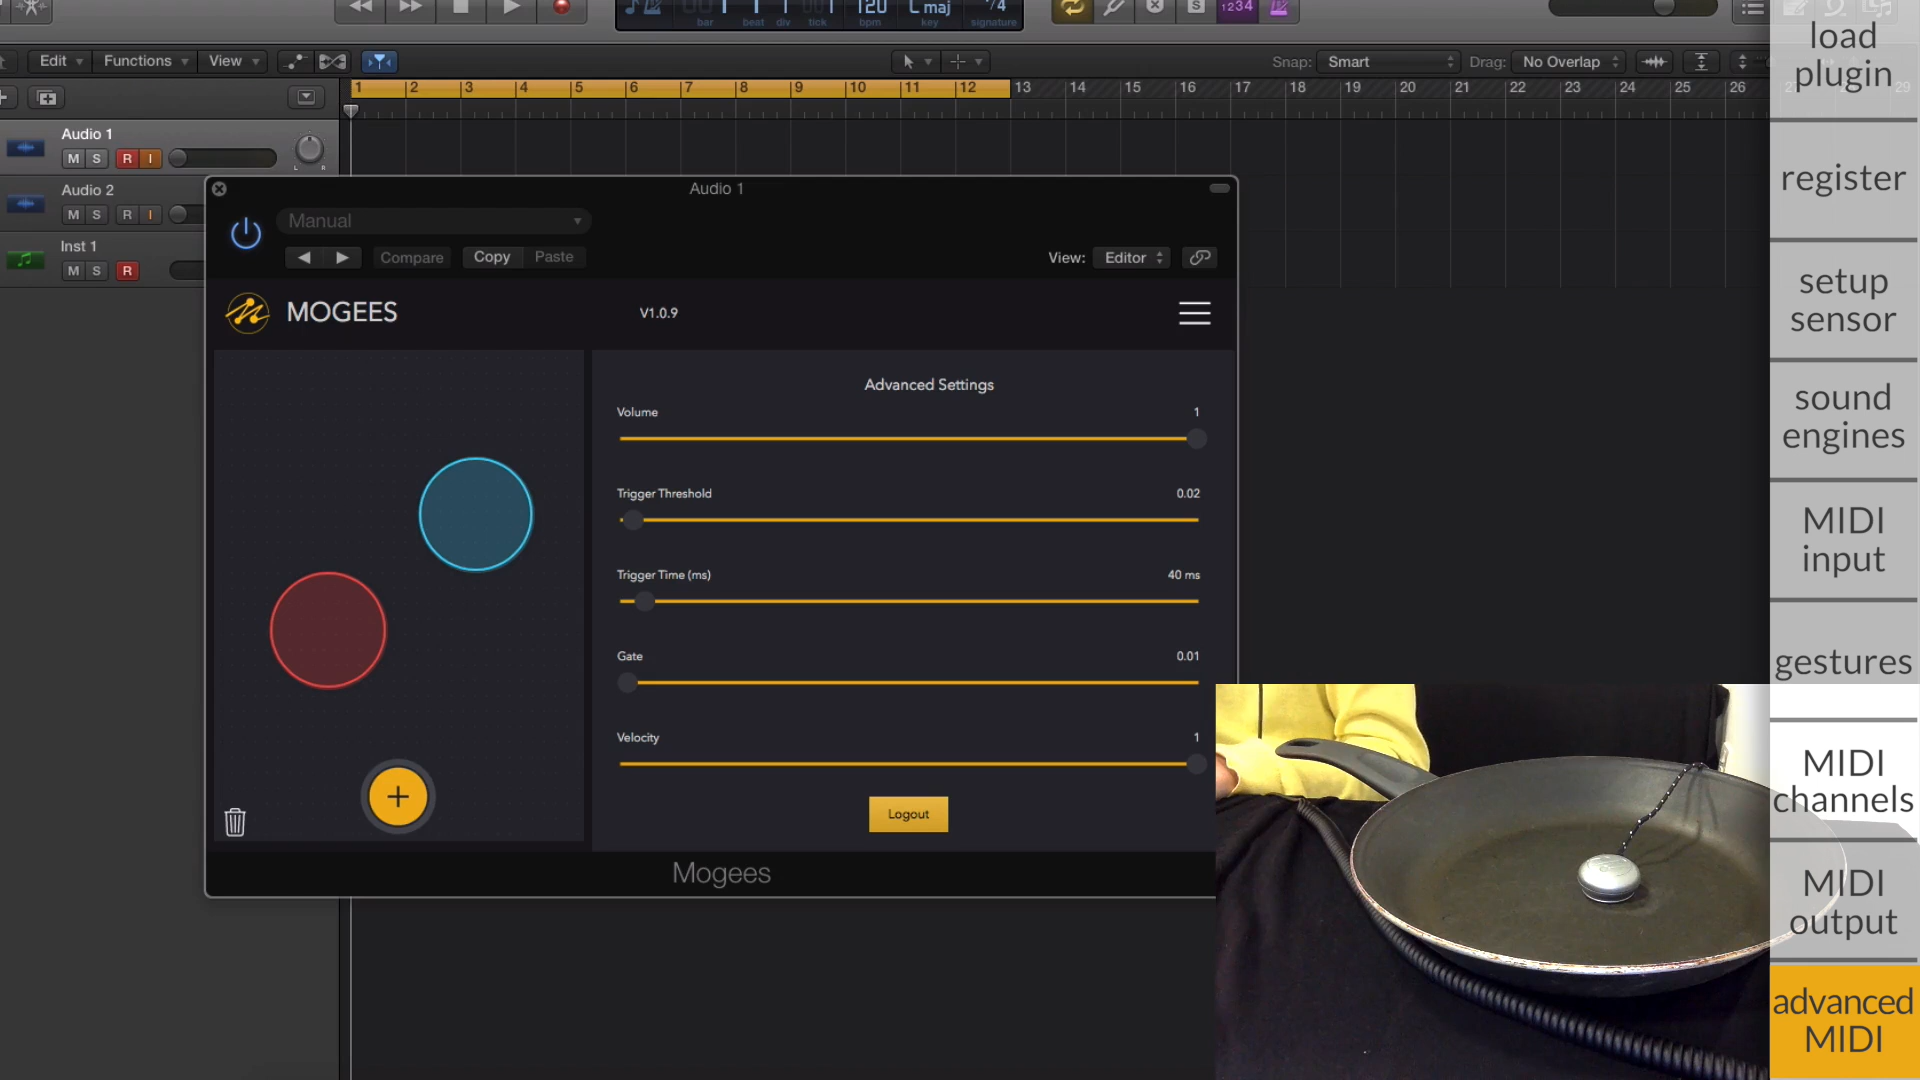 bar beat div tick
120
bpm
C maj
key
/4
signature
S
1234
load
plugin
Edit
Functions
View
Snap: Smart
Drag: No Overlap
1 2 3 4 5 6 7 8 9 10 11 12 13 14 15 16 17 18 19 20 21 22 23 24 25 26
29
Audio 1
M S R I
L R
Audio 2
M S R I
Inst 1
M S R
Audio 1
Manual
Compare
Copy
Paste
View:
Editor
MOGEES
V1.0.9
Advanced Settings
Volume
1
Trigger Threshold
0.02
Trigger Time (ms)
40 ms
Gate
0.01
Velocity
1
Logout
Mogees
register
setup
sensor
sound
engines
MIDI
input
gestures
MIDI
channels
MIDI
output
advanced
MIDI